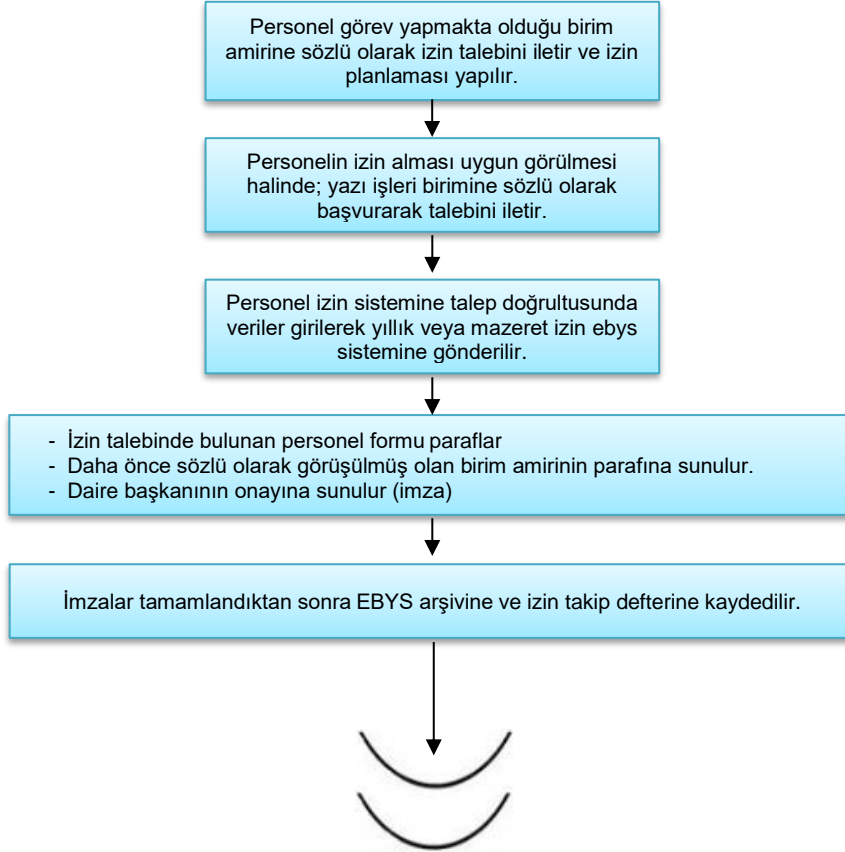 Personel görev yapmakta olduğu birim
amirine sözlü olarak izin talebini iletir ve izin
planlaması yapılır.
Personelin izin alması uygun görülmesi
halinde; yazı işleri birimine sözlü olarak
başvurarak talebini iletir.
Personel izin sistemine talep doğrultusunda
veriler girilerek yıllık veya mazeret izin ebys
sistemine gönderilir.
- İzin talebinde bulunan personel formu paraflar
- Daha önce sözlü olarak görüşülmüş olan birim amirinin parafına sunulur.
- Daire başkanının onayına sunulur (imza)
İmzalar tamamlandıktan sonra EBYS arşivine ve izin takip defterine kaydedilir.